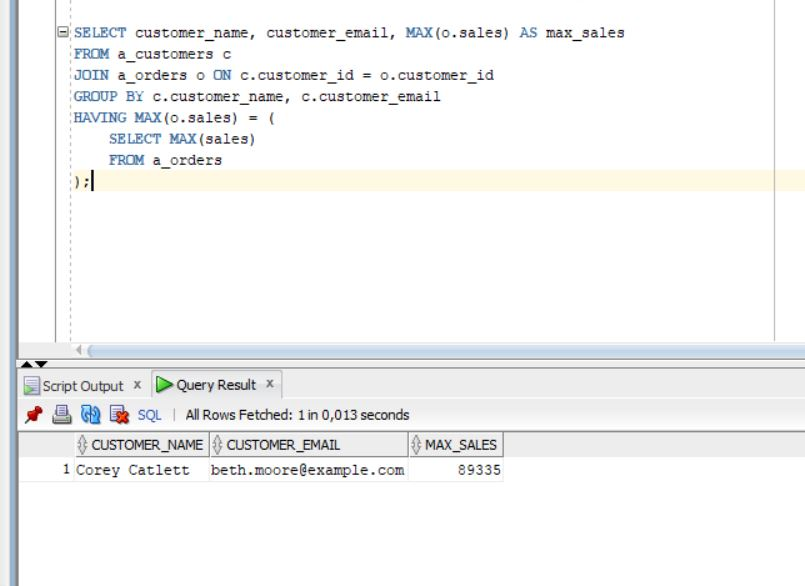 SELECT customer_name, customer_email, MAX(o.sales) AS max_sales
FROM a_customers c
JOIN a_orders o ON c.customer_id = o.customer_id
GROUP BY c.customer_name, c.customer_email
HAVING MAX(o.sales) = (
    SELECT MAX(sales)
    FROM a_orders
);
Script Output x Query Result x
SQL | All Rows Fetched: 1 in 0,013 seconds
CUSTOMER_NAME CUSTOMER_EMAIL MAX_SALES
1 Corey Catlett beth.moore@example.com 89335